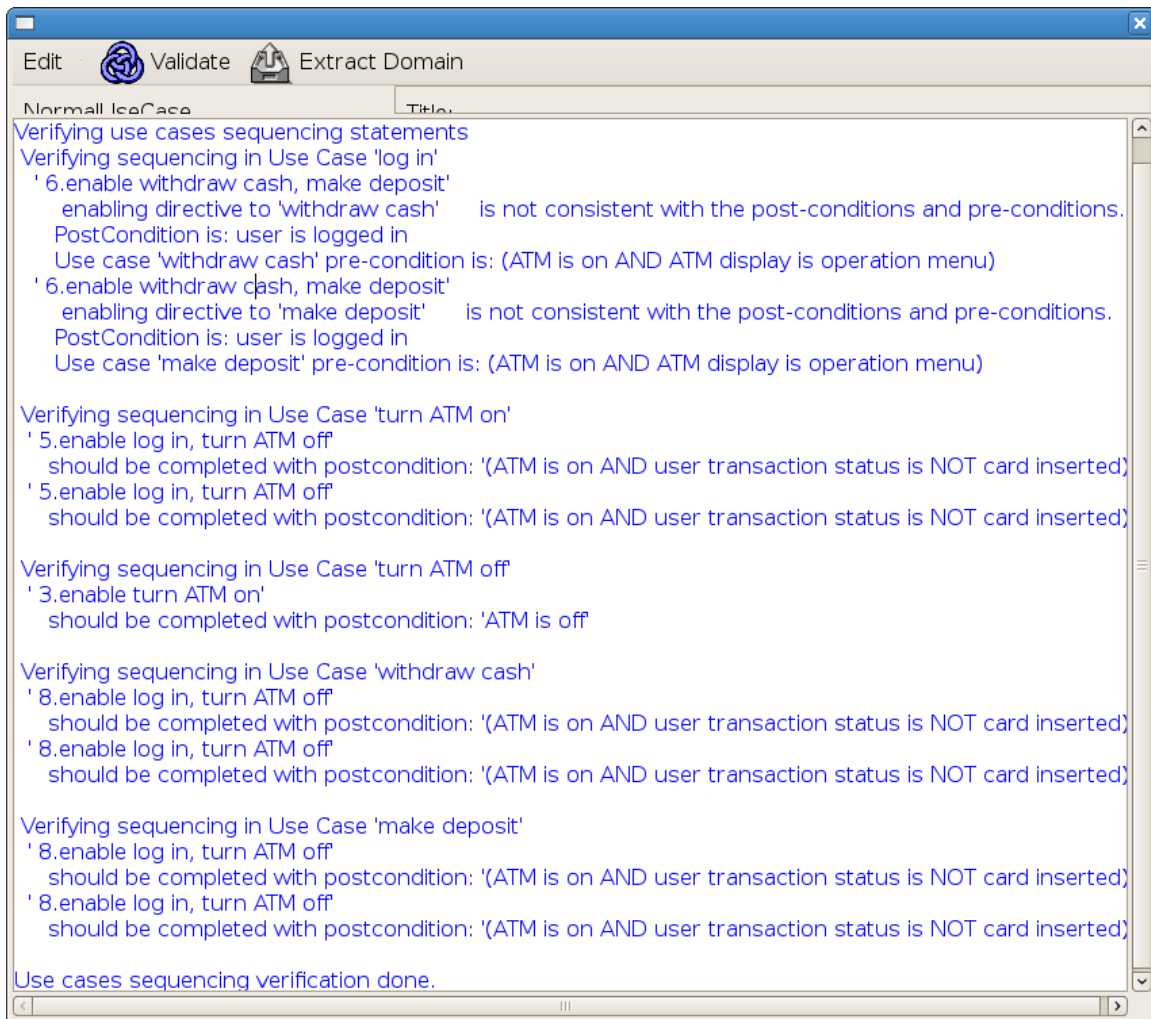 Edit Validate Extract Domain
NormalUseCase Title:
Verifying use cases sequencing statements
Verifying sequencing in Use Case 'log in'
' 6.enable withdraw cash, make deposit'
enabling directive to 'withdraw cash' is not consistent with the post-conditions and pre-conditions.
PostCondition is: user is logged in
Use case 'withdraw cash' pre-condition is: (ATM is on AND ATM display is operation menu)
' 6.enable withdraw cash, make deposit'
enabling directive to 'make deposit' is not consistent with the post-conditions and pre-conditions.
PostCondition is: user is logged in
Use case 'make deposit' pre-condition is: (ATM is on AND ATM display is operation menu)
Verifying sequencing in Use Case 'turn ATM on'
' 5.enable log in, turn ATM off'
should be completed with postcondition: '(ATM is on AND user transaction status is NOT card inserted)
' 5.enable log in, turn ATM off'
should be completed with postcondition: '(ATM is on AND user transaction status is NOT card inserted)
Verifying sequencing in Use Case 'turn ATM off'
' 3.enable turn ATM on'
should be completed with postcondition: 'ATM is off'
Verifying sequencing in Use Case 'withdraw cash'
' 8.enable log in, turn ATM off'
should be completed with postcondition: '(ATM is on AND user transaction status is NOT card inserted)
' 8.enable log in, turn ATM off'
should be completed with postcondition: '(ATM is on AND user transaction status is NOT card inserted)
Verifying sequencing in Use Case 'make deposit'
' 8.enable log in, turn ATM off'
should be completed with postcondition: '(ATM is on AND user transaction status is NOT card inserted)
' 8.enable log in, turn ATM off'
should be completed with postcondition: '(ATM is on AND user transaction status is NOT card inserted)
Use cases sequencing verification done.